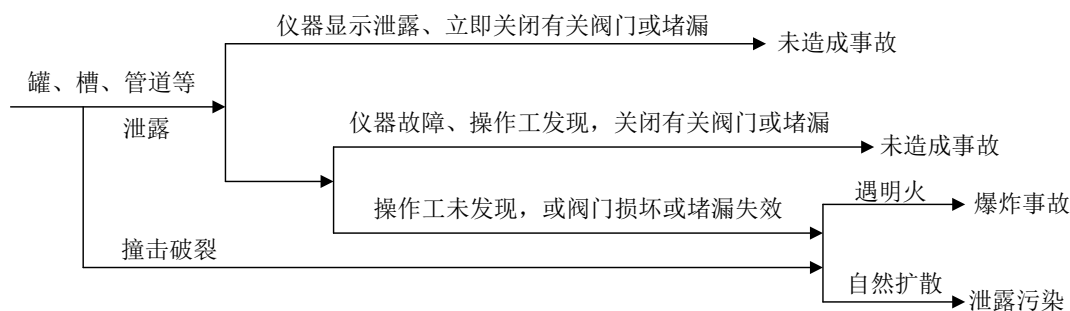 仪器显示泄露、立即关闭有关阀门或堵漏
未造成事故
罐、槽、管道等
泄露
仪器故障、操作工发现，关闭有关阀门或堵漏
未造成事故
操作工未发现，或阀门损坏或堵漏失效
遇明火
爆炸事故
撞击破裂
自然扩散
泄露污染